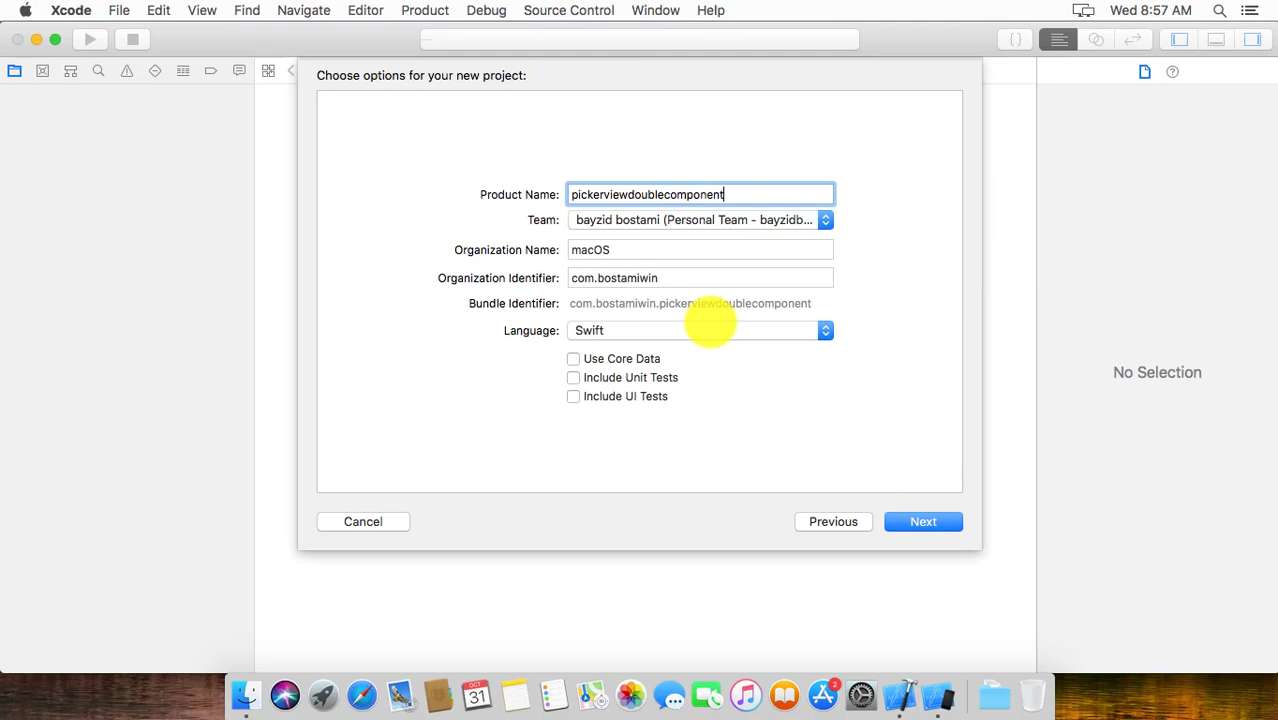 Xcode File Edit View Find Navigate Editor Product Debug Source Control Window Help Wed 8:57 AM
Choose options for your new project:
Product Name: pickerviewdoublecomponent
Team: bayzid bostami (Personal Team - bayzidb...
Organization Name: macOS
Organization Identifier: com.bostamiwin
Bundle Identifier: com.bostamiwin.pickerviewdoublecomponent
Language: Swift
Use Core Data
No Selection
Include Unit Tests
Include UI Tests
Cancel Previous Next
OCT
31
2